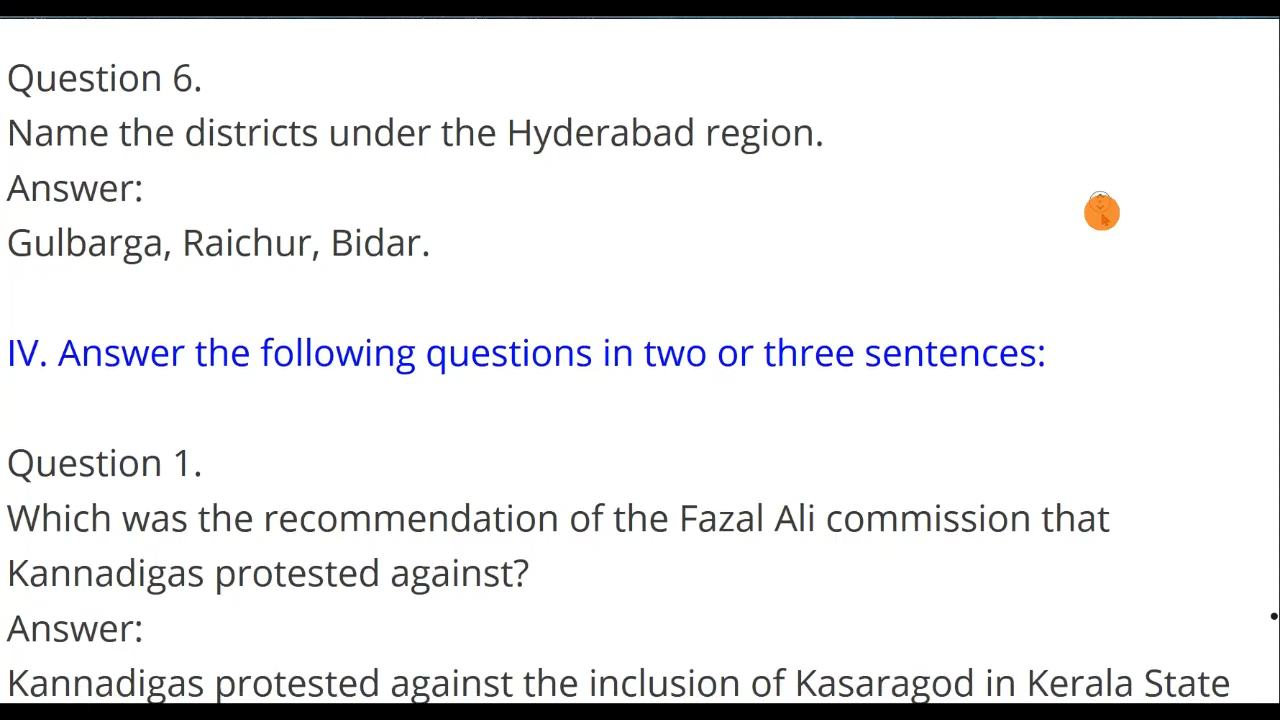 Question 6.
Name the districts under the Hyderabad region.
Answer:
Gulbarga, Raichur, Bidar.
IV. Answer the following questions in two or three sentences:
Question 1.
Which was the recommendation of the Fazal Ali commission that
Kannadigas protested against?
Answer:
Kannadigas protested against the inclusion of Kasaragod in Kerala State